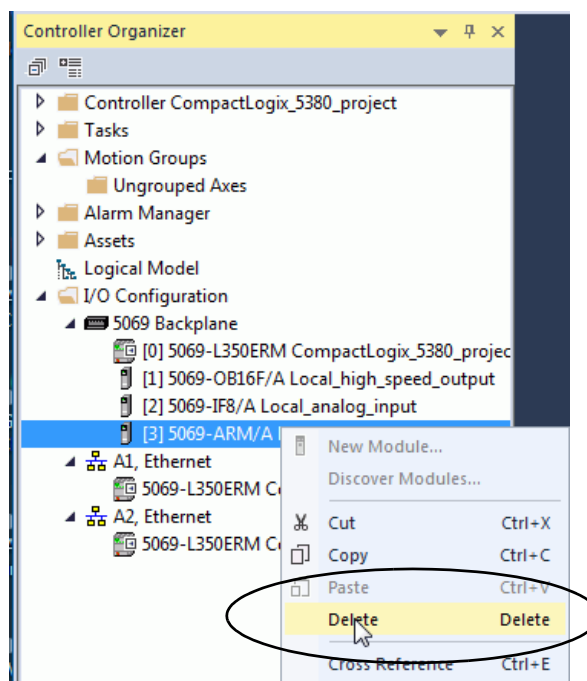 Controller Organizer
Controller CompactLogix_5380_project
Tasks
Motion Groups
Ungrouped Axes
Alarm Manager
Assets
Logical Model
I/O Configuration
5069 Backplane
[0] 5069-L350ERM CompactLogix_5380_projec
[1] 5069-OB16F/A Local_high_speed_output
[2] 5069-IF8/A Local_analog_input
[3] 5069-ARM/A
New Module...
A1, Ethernet
Discover Modules...
5069-L350ERM C
A2, Ethernet
Cut Ctrl+X
5069-L350ERM C
Copy Ctrl+C
Paste Ctrl+V
Delete Delete
Cross Reference Ctrl+E